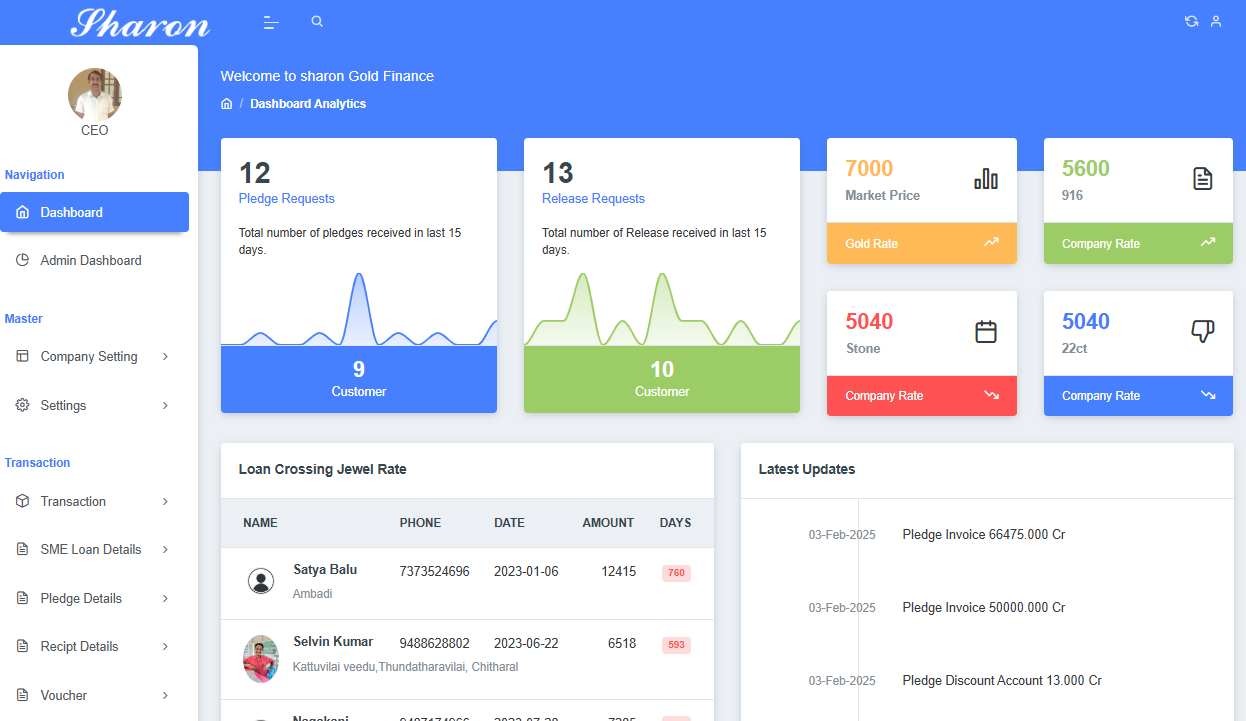 Sharon
Welcome to sharon Gold Finance
/ Dashboard Analytics
CEO
Navigation
Dashboard
Admin Dashboard
Master
Company Setting
Settings
Transaction
Transaction
SME Loan Details
Pledge Details
Recipt Details
Voucher
12
Pledge Requests
Total number of pledges received in last 15
days.
9
Customer
13
Release Requests
Total number of Release received in last 15
days.
10
Customer
7000
Market Price
Gold Rate
5600
916
Company Rate
5040
Stone
Company Rate
5040
22ct
Company Rate
Loan Crossing Jewel Rate
NAME PHONE DATE AMOUNT DAYS
Satya Balu 7373524696 2023-01-06 12415 760
Ambadi
Selvin Kumar 9488628802 2023-06-22 6518 593
Kattuvilai veedu,Thundatharavilai, Chitharal
Latest Updates
03-Feb-2025 Pledge Invoice 66475.000 Cr
03-Feb-2025 Pledge Invoice 50000.000 Cr
03-Feb-2025 Pledge Discount Account 13.000 Cr